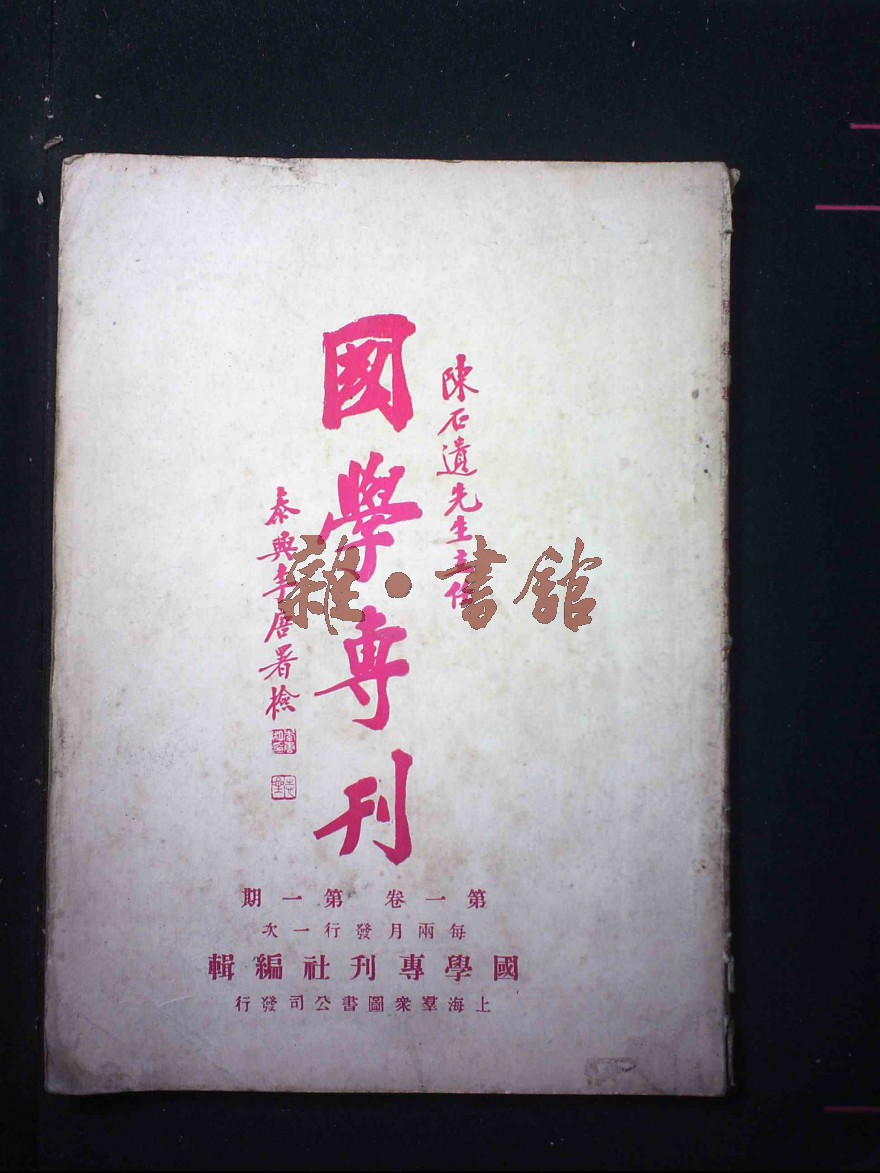 陳石遺先生主任
國學專刊
泰興李詹署檢
第一卷 第一期
每兩月發行一次
國學專刊社編輯
上海羣衆圖書公司發行
雜·書館